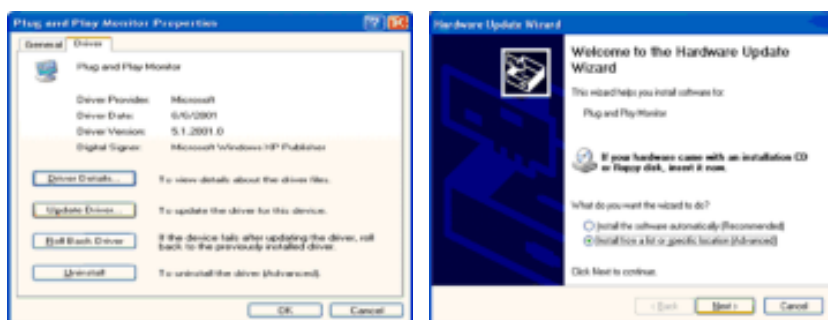 Plug and Play Monitor Properties
General Driver
Plug and Play Monitor
Driver Provider: Microsoft
Driver Date: 6/6/2001
Driver Version: 5.1.2001.0
Digital Signer: Microsoft Windows XP Publisher
Driver Details... To view details about the driver files.
Update Driver... To update the driver for this device.
Roll Back Driver If the device fails after updating the driver, roll
back to the previously installed driver.
Uninstall To uninstall the driver (Advanced).
OK Cancel
Hardware Update Wizard
Welcome to the Hardware Update
Wizard
This wizard helps you install software for:
Plug and Play Monitor
If your hardware came with an installation CD
or floppy disk, insert it now.
What do you want the wizard to do?
Install the software automatically (Recommended)
Install from a list or specific location (Advanced)
Click Next to continue.
< Back Next > Cancel